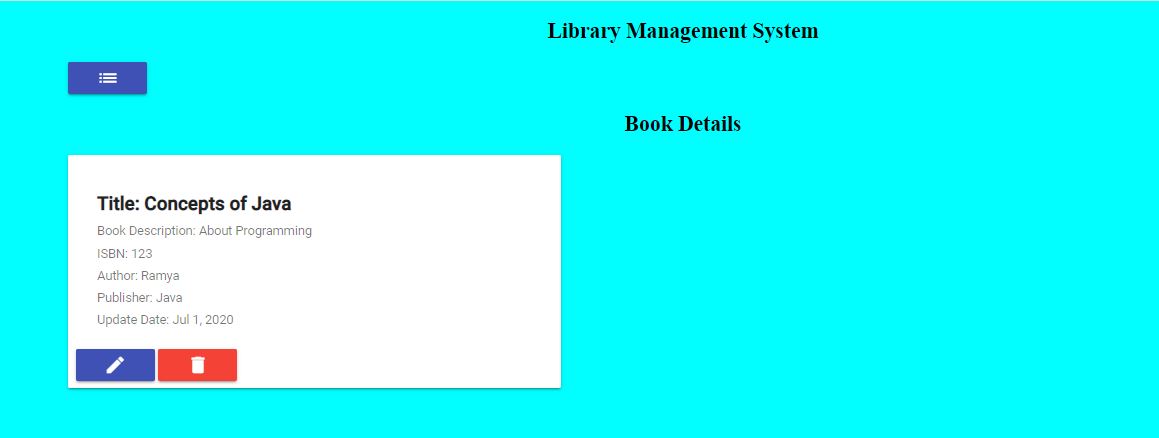 Library Management System
Book Details
Title: Concepts of Java
Book Description: About Programming
ISBN: 123
Author: Ramya
Publisher: Java
Update Date: Jul 1, 2020